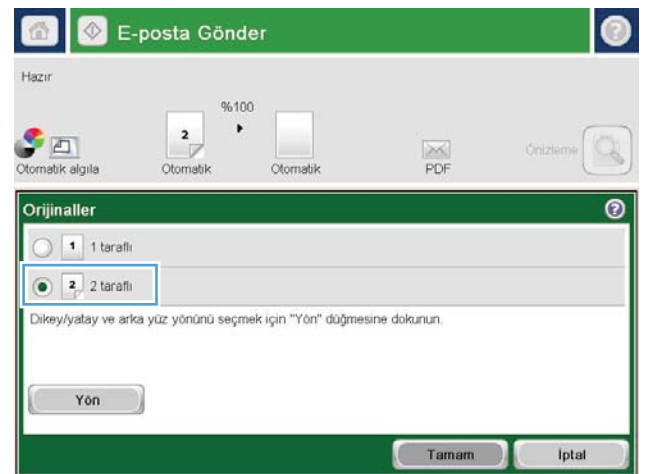 E-posta Gönder
Hazır
%100
2
Otomatik algıla
Otomatik
Otomatik
PDF
Önizleme
Orijinaller
1 1 taraflı
2 2 taraflı
Dikey/yatay ve arka yüz yönünü seçmek için "Yön" düğmesine dokunun.
Yön
Tamam
İptal